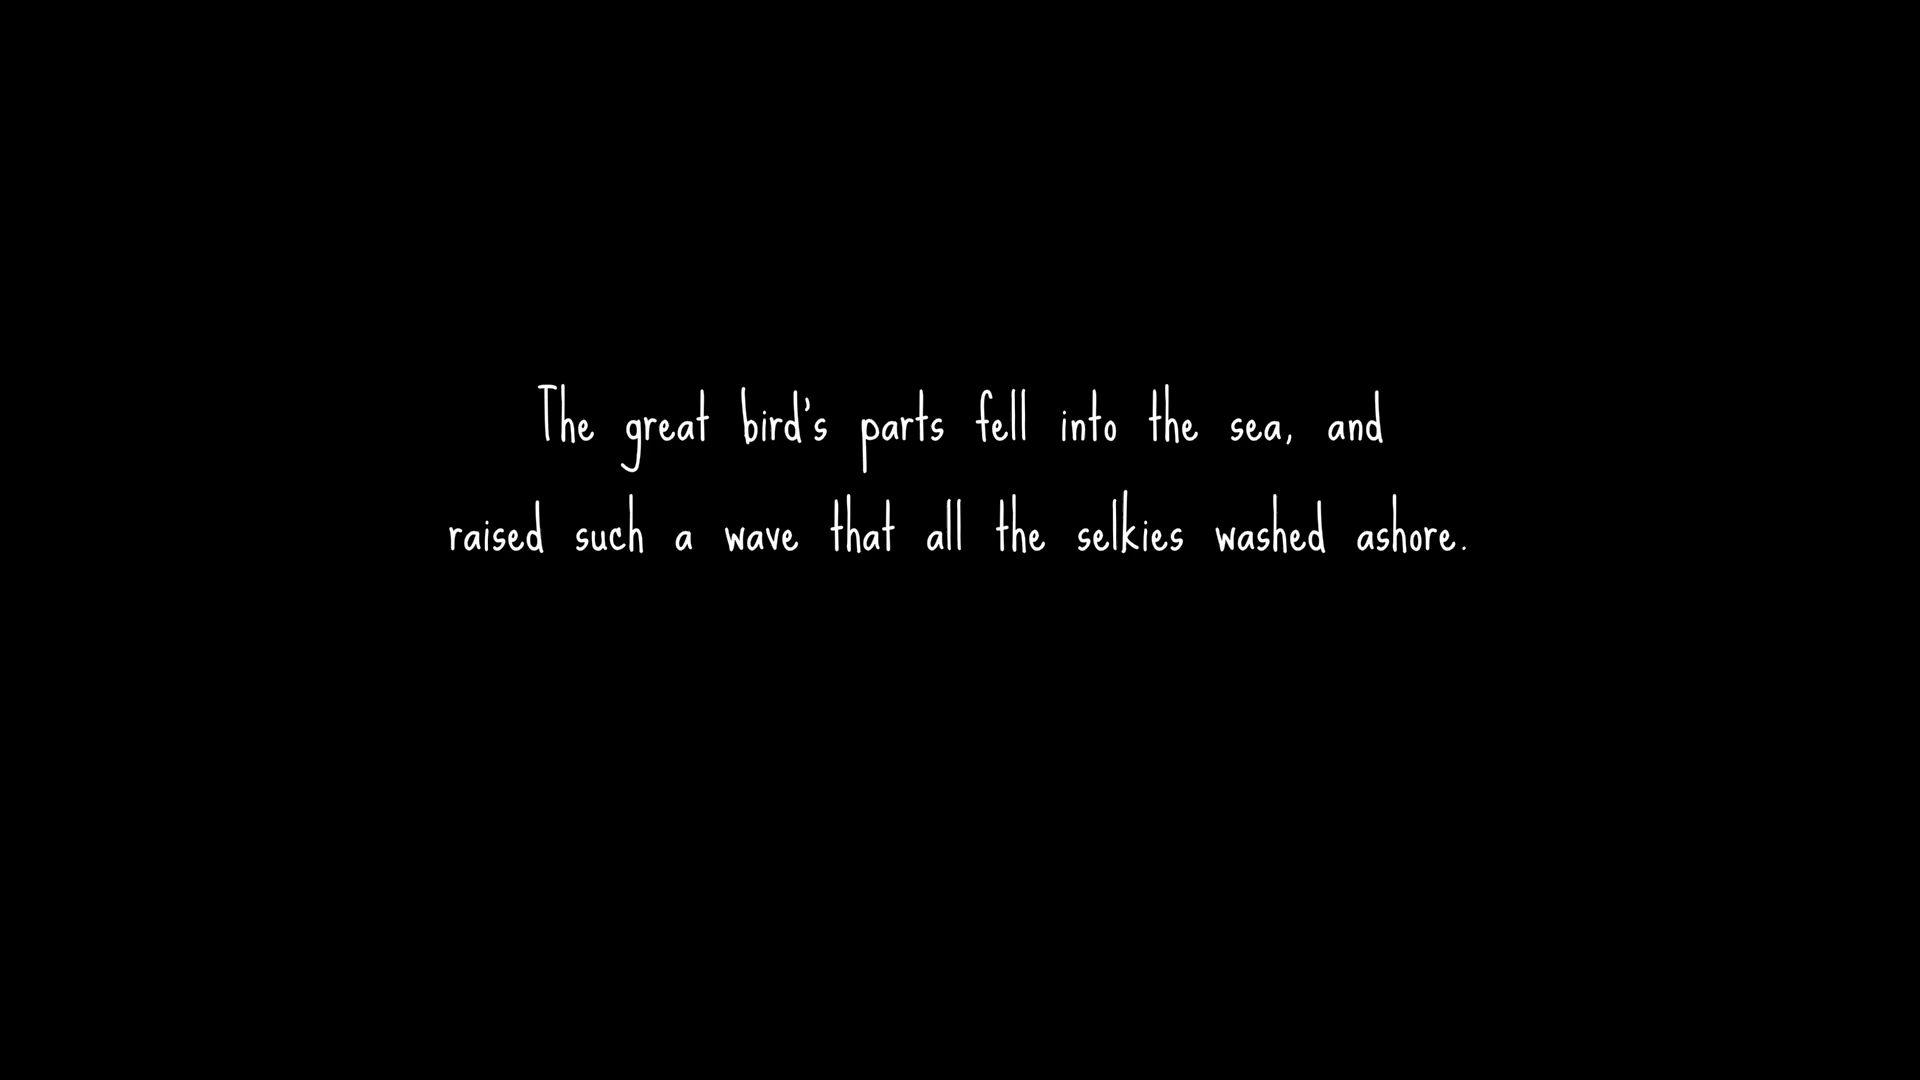 The great bird's parts fell into the sea, and
raised such a wave that all the selkies washed ashore.